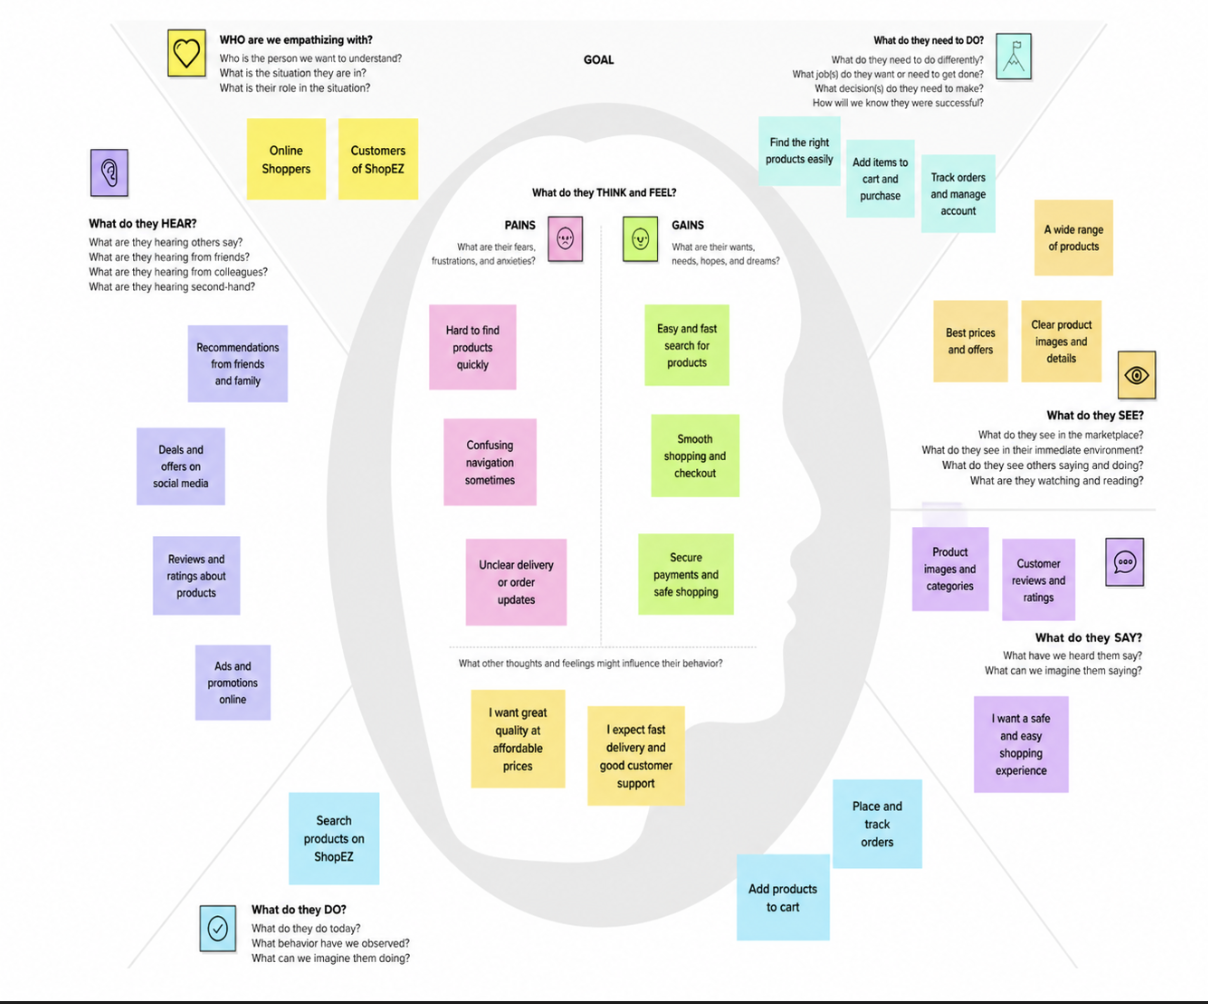 WHO are we empathizing with?
Who is the person we want to understand?
What is the situation they are in?
What is their role in the situation?
Online
Shoppers
Customers
of ShopEZ
GOAL
What do they need to DO?
What do they need to do differently?
What job(s) do they want or need to get done?
What decision(s) do they need to make?
How will we know they were successful?
Find the right
products easily
Add items to
cart and
purchase
Track orders
and manage
account
What do they HEAR?
What are they hearing others say?
What are they hearing from friends?
What are they hearing from colleagues?
What are they hearing second-hand?
Recommendations
from friends
and family
Deals and
offers on
social media
Reviews and
ratings about
products
Ads and
promotions
online
What do they THINK and FEEL?
PAINS
What are their fears,
frustrations, and anxieties?
Hard to find
products
quickly
Confusing
navigation
sometimes
Unclear delivery
or order
updates
GAINS
What are their wants,
needs, hopes, and dreams?
Easy and fast
search for
products
Smooth
shopping and
checkout
Secure
payments and
safe shopping
What other thoughts and feelings might influence their behavior?
I want great
quality at
affordable
prices
I expect fast
delivery and
good customer
support
A wide range
of products
Best prices
and offers
Clear product
images and
details
What do they SEE?
What do they see in the marketplace?
What do they see in their immediate environment?
What do they see others saying and doing?
What are they watching and reading?
Product
images and
categories
Customer
reviews and
ratings
What do they SAY?
What have we heard them say?
What can we imagine them saying?
I want a safe
and easy
shopping
experience
Search
products on
ShopEZ
What do they DO?
What do they do today?
What behavior have we observed?
What can we imagine them doing?
Place and
track
orders
Add products
to cart